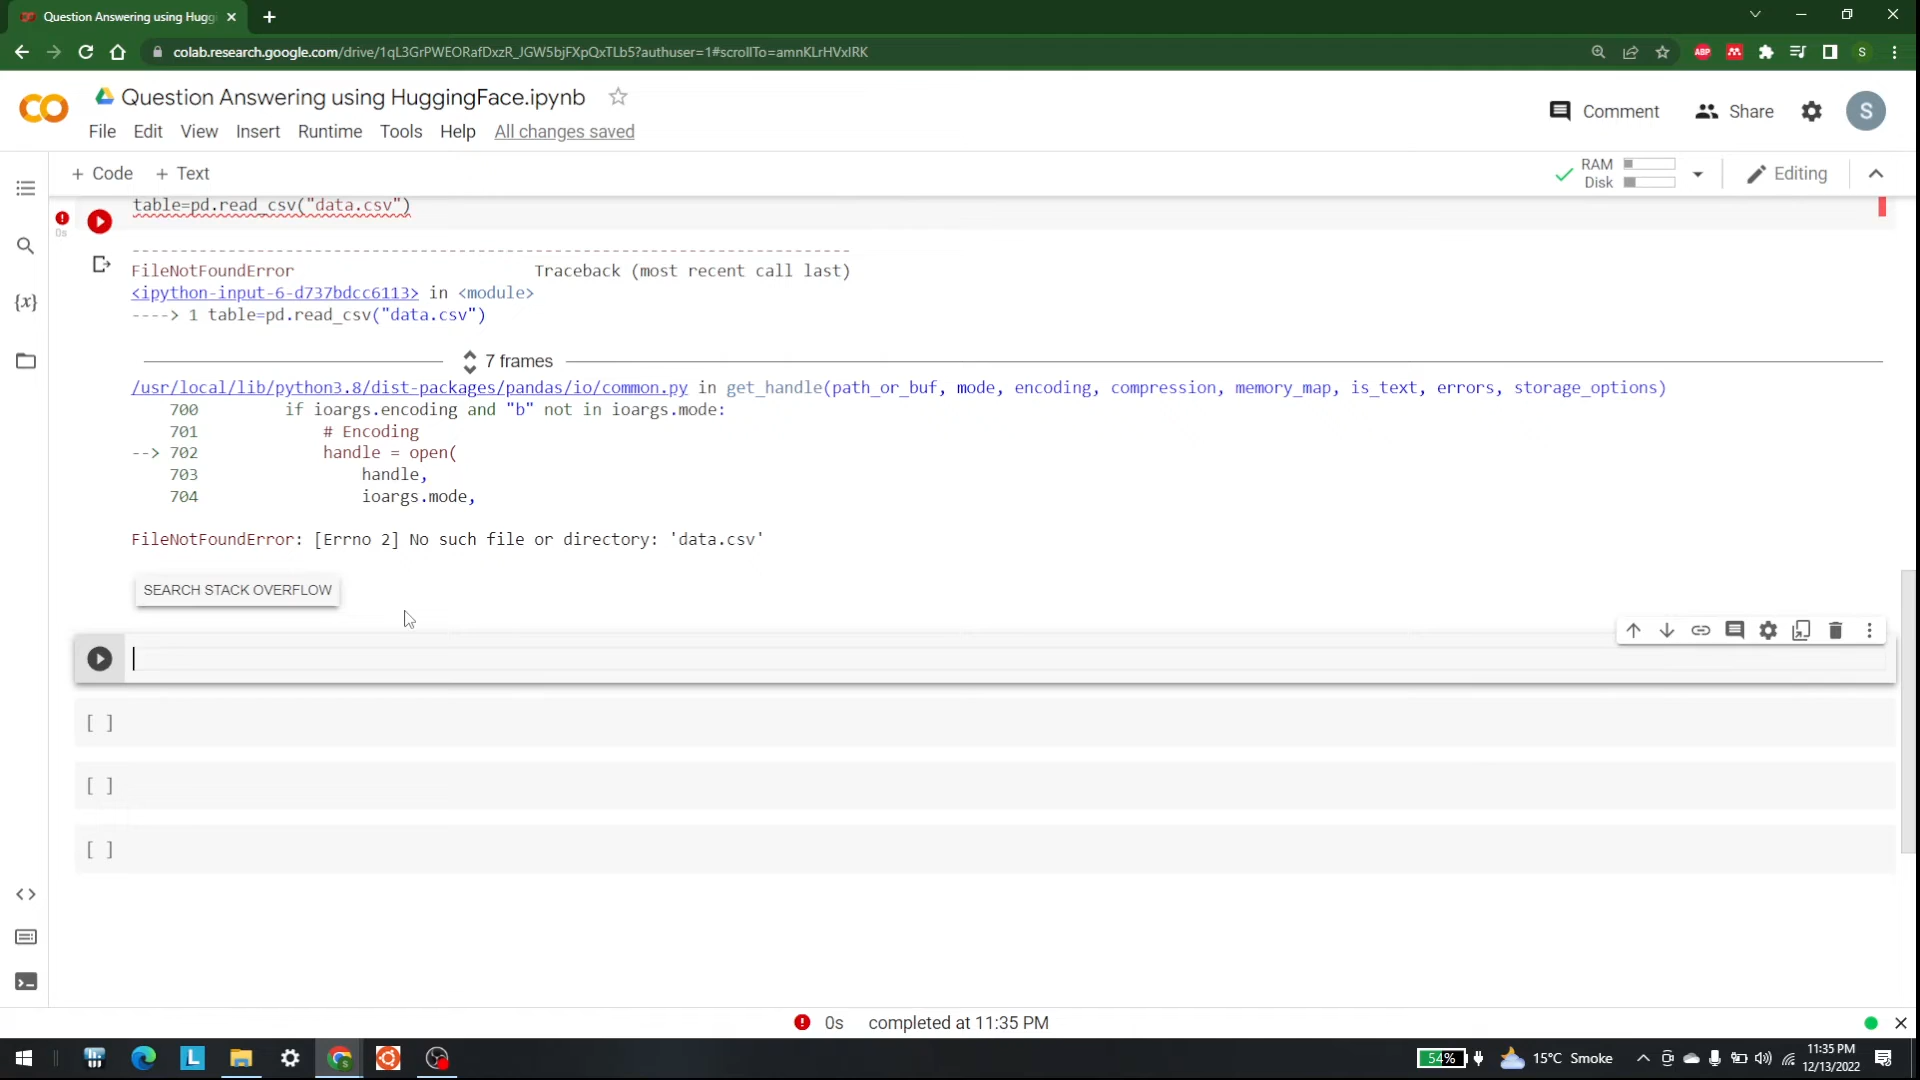 Question Answering using Huggi
colab.research.google.com/drive/1qL3GrPWEORafDxzR_JGW5bjFXpQxTLb5?authuser=1#scrollTo=amnKLrHVxIRK
ABP
S
Question Answering using HuggingFace.ipynb
Comment
Share
S
File Edit View Insert Runtime Tools Help All changes saved
+ Code + Text
RAM
Disk
Editing
table=pd.read_csv("data.csv")
0s
---------------------------------------------------------------------------
FileNotFoundError                         Traceback (most recent call last)
<ipython-input-6-d737bdcc6113> in <module>
----> 1 table=pd.read_csv("data.csv")
7 frames
/usr/local/lib/python3.8/dist-packages/pandas/io/common.py in get_handle(path_or_buf, mode, encoding, compression, memory_map, is_text, errors, storage_options)
700         if ioargs.encoding and "b" not in ioargs.mode:
701             # Encoding
--> 702             handle = open(
703                 handle,
704                 ioargs.mode,
FileNotFoundError: [Errno 2] No such file or directory: 'data.csv'
SEARCH STACK OVERFLOW
[ ]
[ ]
[ ]
0s completed at 11:35 PM
L
54%
15°C Smoke
11:35 PM
12/13/2022